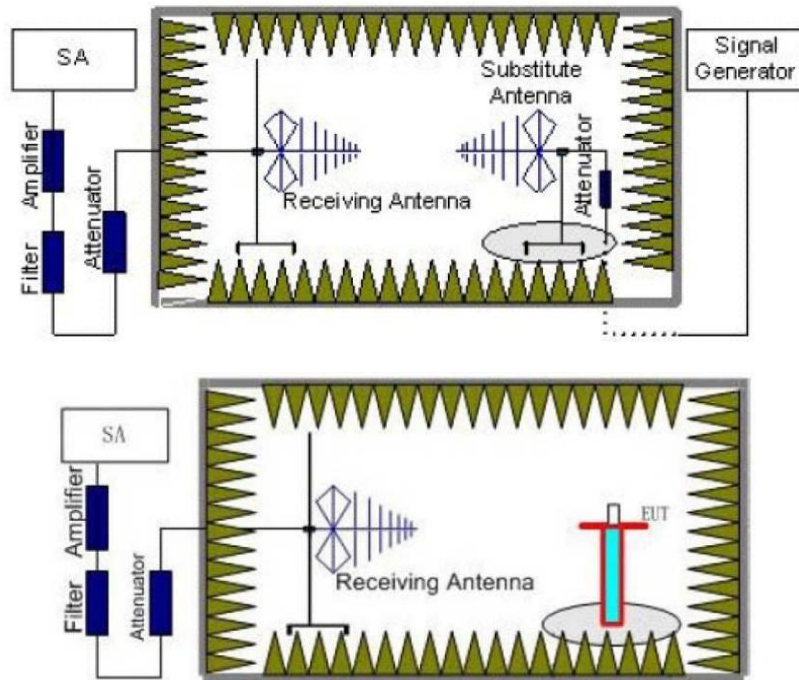 SA
Signal
Generator
Substitute
Antenna
Amplifier
Attenuator
Attenuator
Receiving Antenna
Filter
SA
Amplifier
EUT
Receiving Antenna
Filter
Attenuator